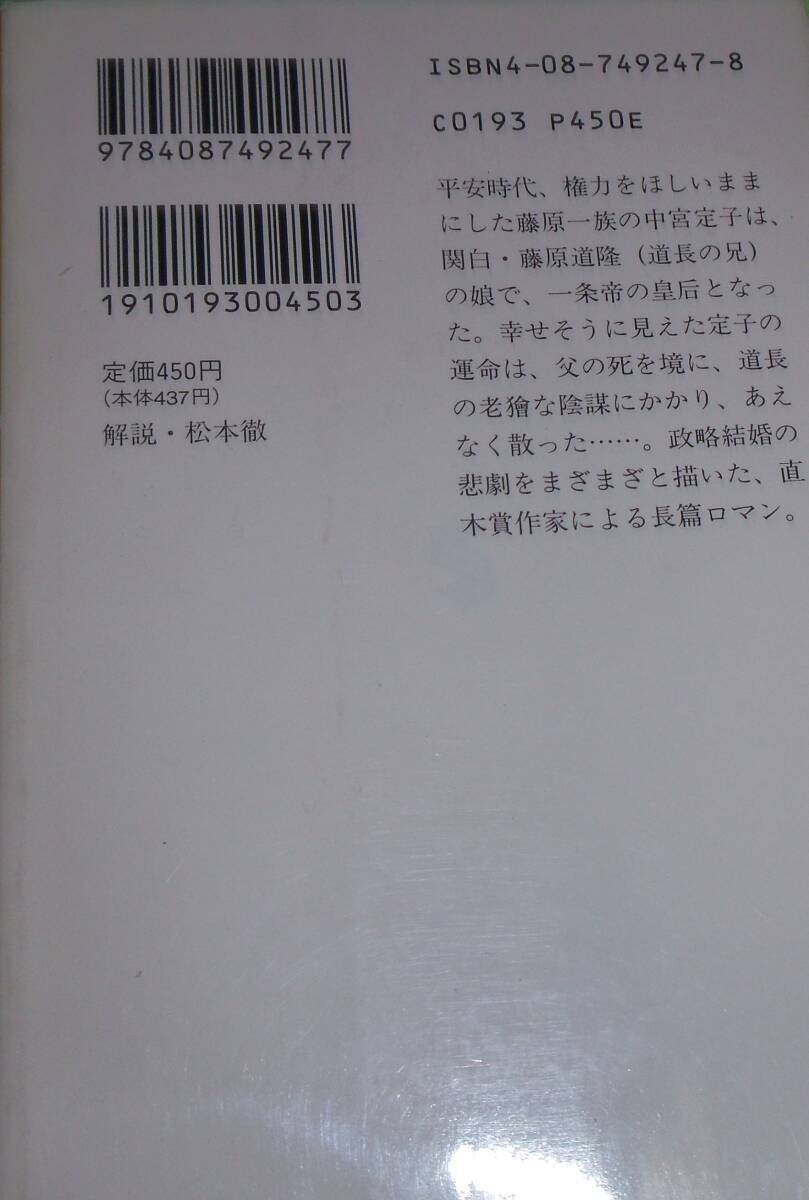 9784087492477
1910193004503
定価450円
(本体437円)
解説・松本徹
ISBN4-08-749247-8
C0193 P450E
平安時代、権力をほしいまま
にした藤原一族の中宮定子は、
関白・藤原道隆（道長の兄）
の娘で、一条帝の皇后となっ
た。幸せそうに見えた定子の
運命は、父の死を境に、道長
の老獪な陰謀にかかり、あえ
なく散った……。政略結婚の
悲劇をまざまざと描いた、直
木賞作家による長篇ロマン。